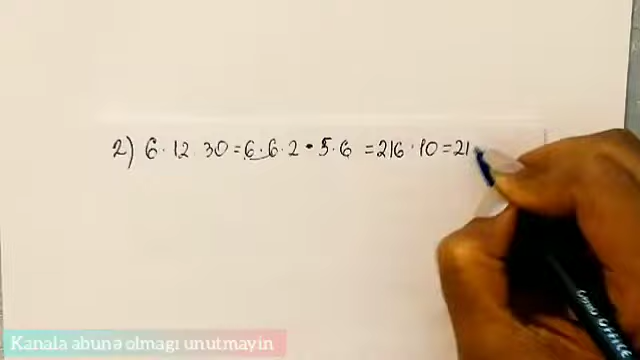 2) 6 · 12 · 30 = 6 · 6 · 2 · 5 · 6 = 216 · 10 = 21
Kanala abunə olmağı unutmayın